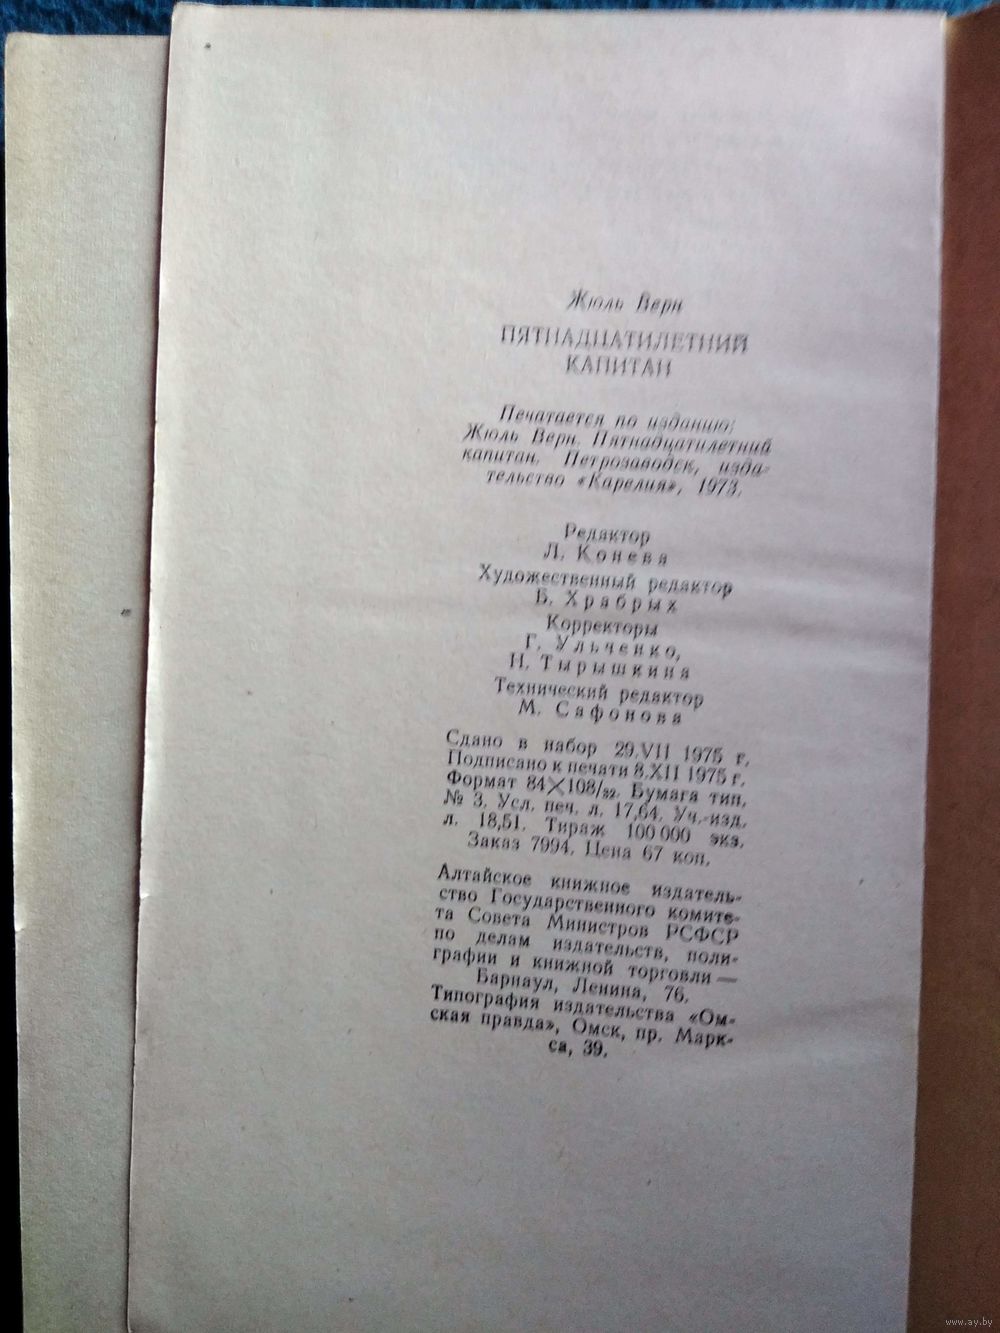 Жюль Верн
ПЯТНАДЦАТИЛЕТНИЙ
КАПИТАН
Печатается по изданию:
Жюль Верн. Пятнадцатилетний
капитан. Петрозаводск, изда-
тельство «Карелия», 1973.
Редактор
Л. Конева
Художественный редактор
Б. Храбрых
Корректоры
Г. Ульченко,
Н. Тырышкина
Технический редактор
М. Сафонова
Сдано в набор 29.VII 1975 г.
Подписано к печати 8.XII 1975 г.
Формат 84×108/32. Бумага тип.
№ 3. Усл. печ. л. 17,64. Уч.-изд.
л. 18,51. Тираж 100 000 экз.
Заказ 7994. Цена 67 коп.
Алтайское книжное издатель-
ство Государственного комите-
та Совета Министров РСФСР
по делам издательств, поли-
графии и книжной торговли —
Барнаул, Ленина, 76.
Типография издательства «Ом-
ская правда», Омск, пр. Марк-
са, 39.
www.ay.by